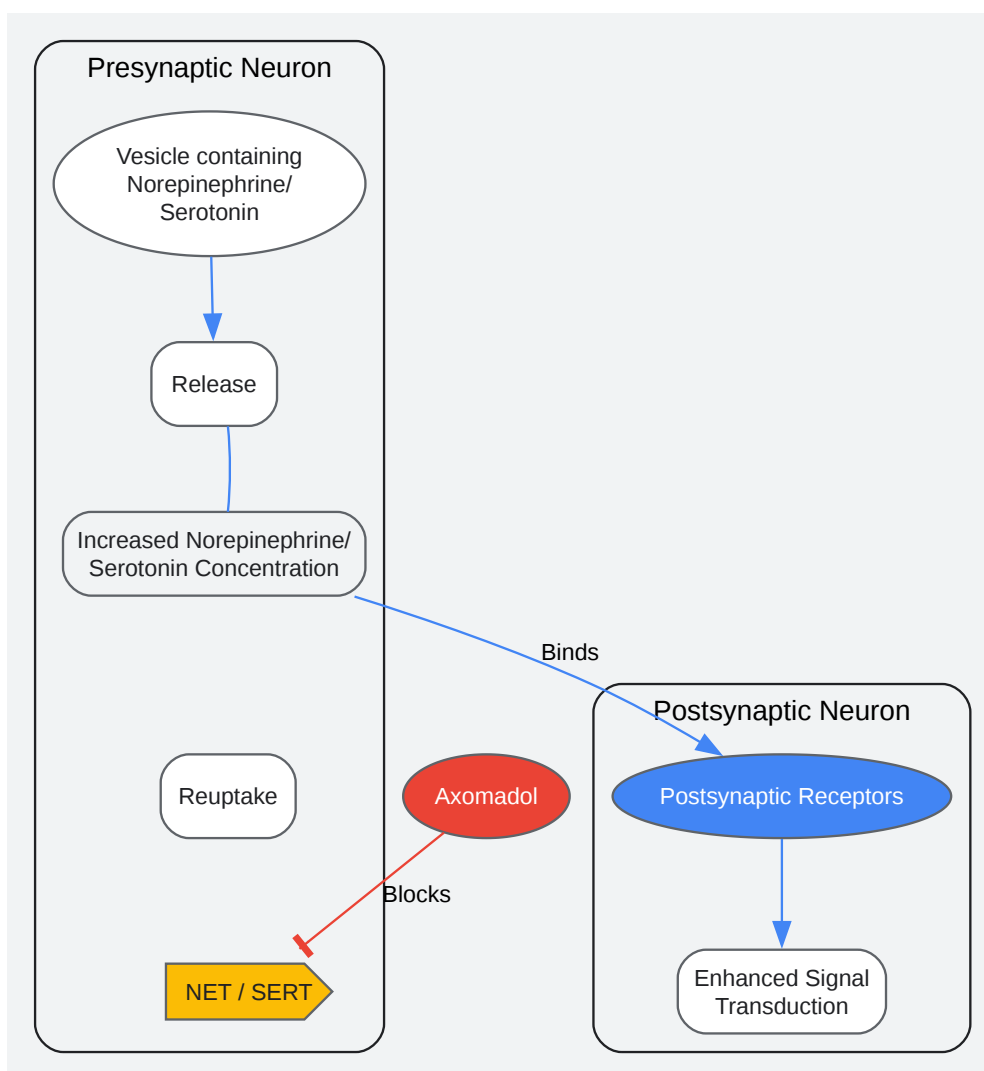 Presynaptic Neuron
Vesicle containing
Norepinephrine/
Serotonin
Release
Increased Norepinephrine/
Serotonin Concentration
Binds
Postsynaptic Neuron
Reuptake
Axomadol
Postsynaptic Receptors
Blocks
NET / SERT
Enhanced Signal
Transduction